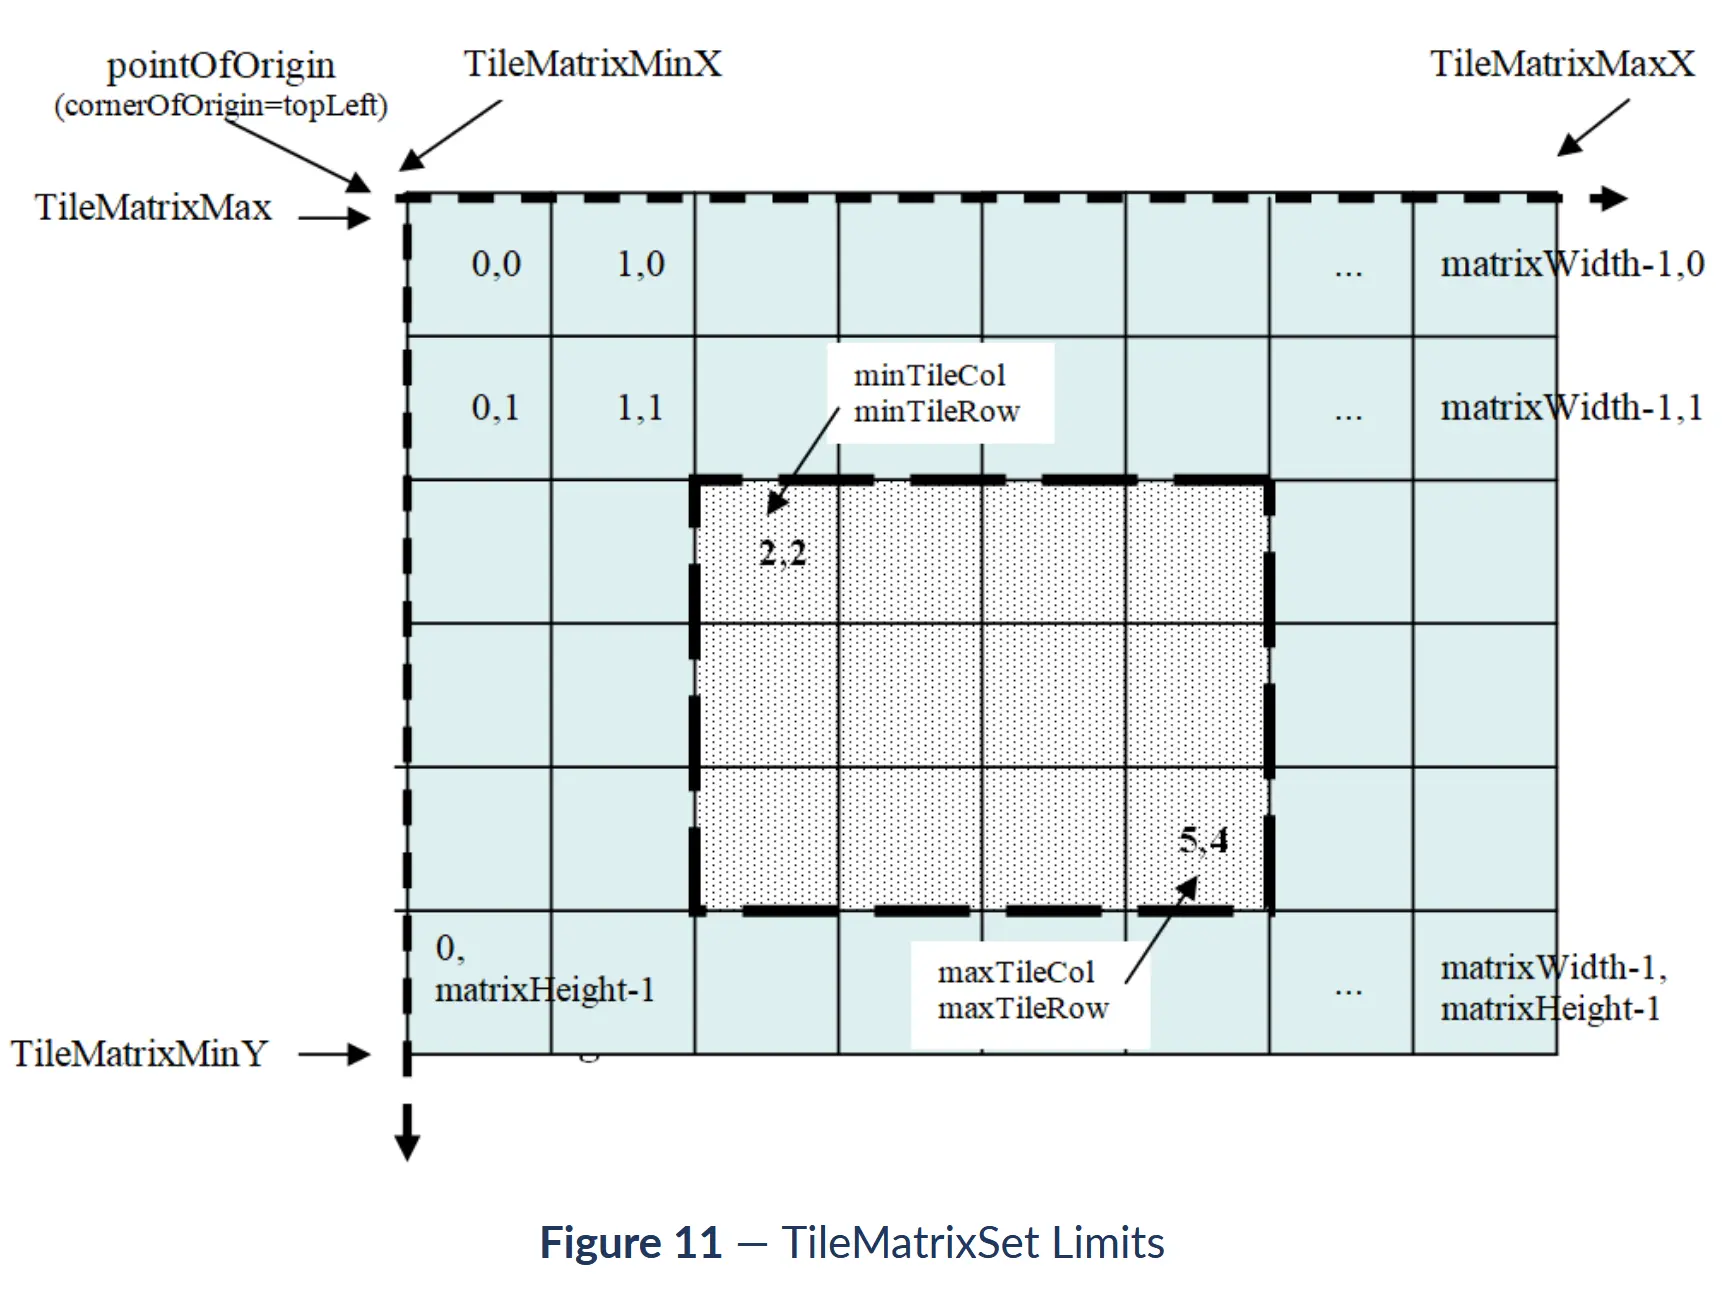 pointOfOrigin
(cornerOfOrigin=topLeft)
TileMatrixMinX
TileMatrixMaxX
TileMatrixMax
0,0
1,0
...
matrixWidth-1,0
minTileCol
minTileRow
0,1
1,1
...
matrixWidth-1,1
2,2
5,4
0,
matrixHeight-1
maxTileCol
maxTileRow
...
matrixWidth-1,
matrixHeight-1
TileMatrixMinY
Figure 11 — TileMatrixSet Limits